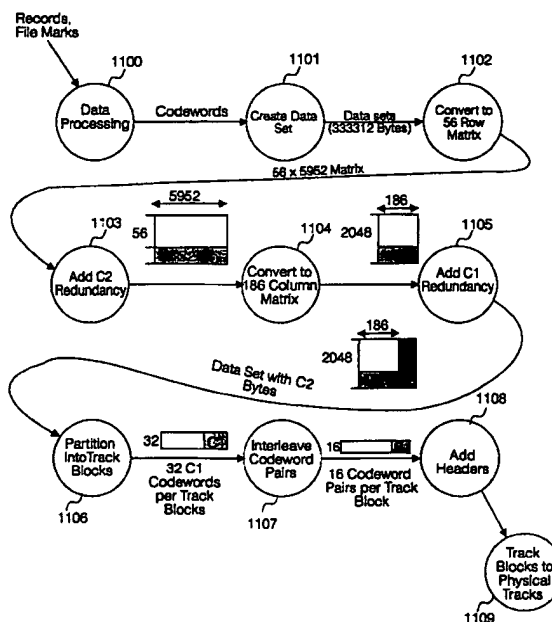 Records,
File Marks
1100
1101
1102
Data
Processing
Codewords
Create Data
Set
Data sets
(333312 Bytes)
Convert to
56 Row
Matrix
56 x 5952 Matrix
5952
186
1103
56
1104
2048
1105
Add C2
Redundancy
Convert to
186 Column
Matrix
Add C1
Redundancy
186
2048
Data Set with C2
Bytes
1108
Partition
IntoTrack
Blocks
32
32 C1
Codewords
per Track
Blocks
Interleave
Codeword
Pairs
16
16 Codeword
Pairs per Track
Block
Add
Headers
1106
1107
Track
Blocks to
Physical
Tracks
1109